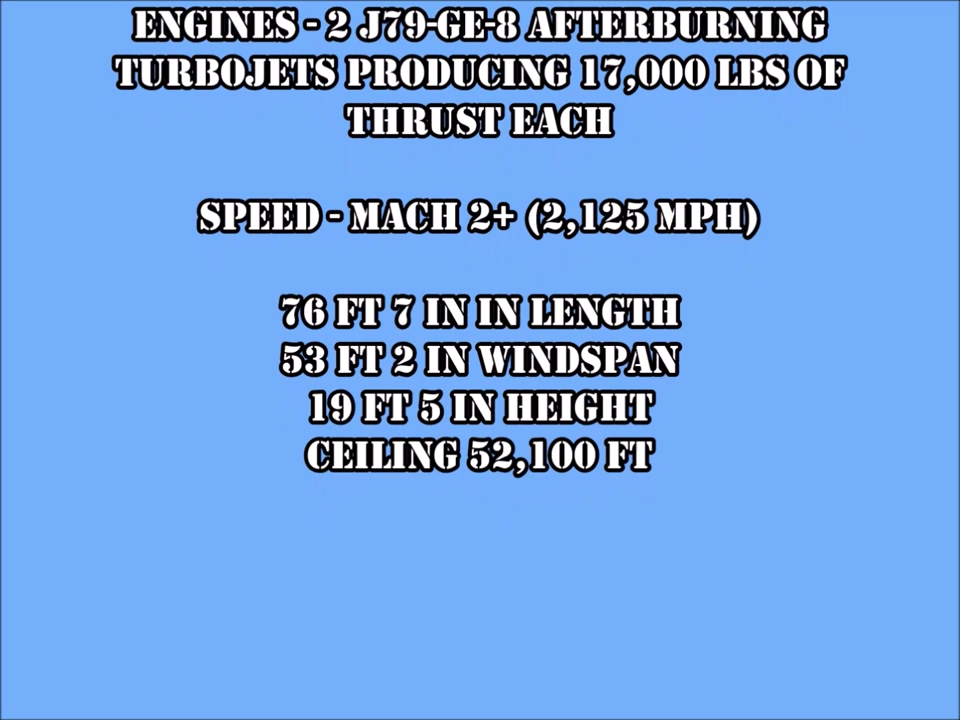 ENGINES - 2 J79-GE-8 AFTERBURNING
TURBOJETS PRODUCING 17,000 LBS OF
THRUST EACH
SPEED - MACH 2+ (2,125 MPH)
76 FT 7 IN IN LENGTH
53 FT 2 IN WINDSPAN
19 FT 5 IN HEIGHT
CEILING 52,100 FT